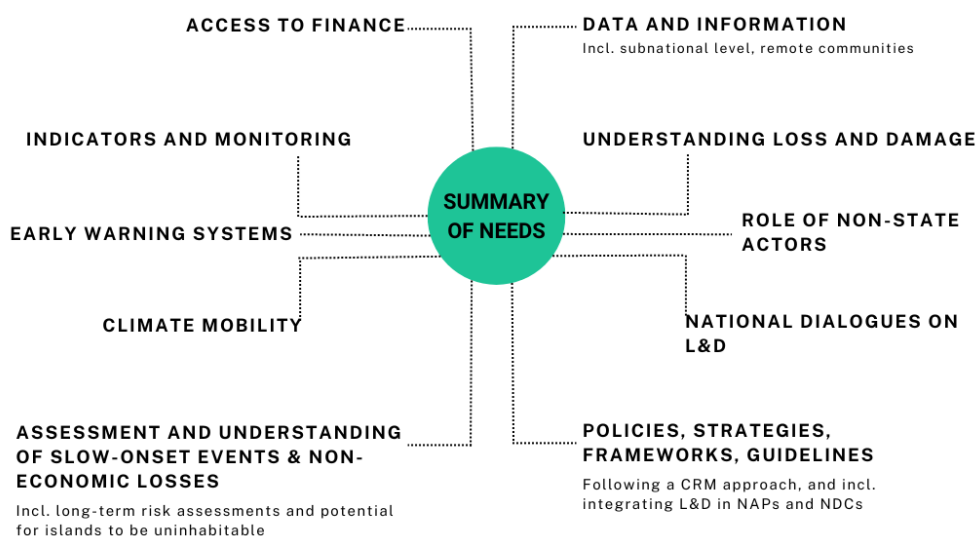 ACCESS TO FINANCE
DATA AND INFORMATION
Incl. subnational level, remote communities
INDICATORS AND MONITORING
UNDERSTANDING LOSS AND DAMAGE
SUMMARY
OF NEEDS
EARLY WARNING SYSTEMS
ROLE OF NON-STATE
ACTORS
CLIMATE MOBILITY
NATIONAL DIALOGUES ON
L&D
ASSESSMENT AND UNDERSTANDING
OF SLOW-ONSET EVENTS & NON-
ECONOMIC LOSSES
Incl. long-term risk assessments and potential
for islands to be uninhabitable
POLICIES, STRATEGIES,
FRAMEWORKS, GUIDELINES
Following a CRM approach, and incl.
integrating L&D in NAPs and NDCs